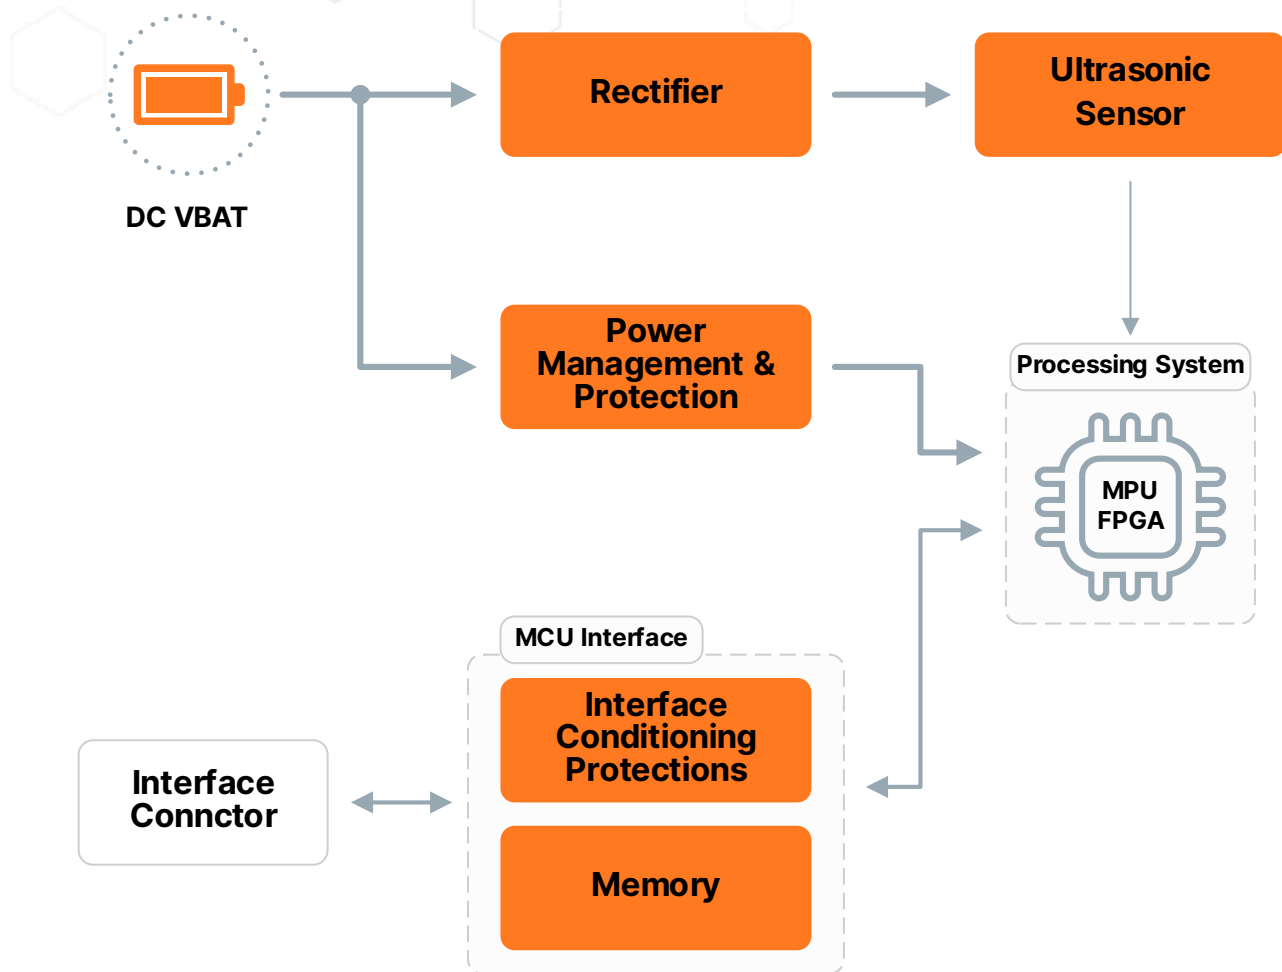 Rectifier
Ultrasonic
Sensor
DC VBAT
Power
Management &
Protection
Processing System
MPU
FPGA
MCU Interface
Interface
Conditioning
Protections
Interface
Connctor
Memory